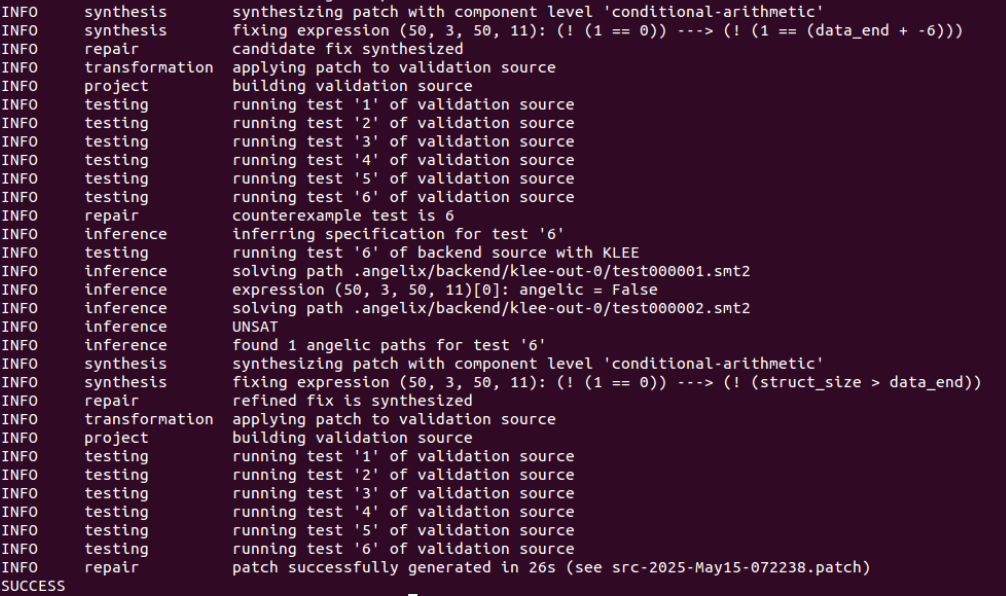 INFO synthesis synthesizing patch with component level 'conditional-arithmetic'
INFO synthesis fixing expression (50, 3, 50, 11): (! (1 == 0)) ---> (! (1 == (data_end + -6)))
INFO repair candidate fix synthesized
INFO transformation applying patch to validation source
INFO project building validation source
INFO testing running test '1' of validation source
INFO testing running test '2' of validation source
INFO testing running test '3' of validation source
INFO testing running test '4' of validation source
INFO testing running test '5' of validation source
INFO testing running test '6' of validation source
INFO repair counterexample test is 6
INFO inference inferring specification for test '6'
INFO testing running test '6' of backend source with KLEE
INFO inference solving path .angelix/backend/klee-out-0/test000001.smt2
INFO inference expression (50, 3, 50, 11)[0]: angelic = False
INFO inference solving path .angelix/backend/klee-out-0/test000002.smt2
INFO inference UNSAT
INFO inference found 1 angelic paths for test '6'
INFO synthesis synthesizing patch with component level 'conditional-arithmetic'
INFO synthesis fixing expression (50, 3, 50, 11): (! (1 == 0)) ---> (! (struct_size > data_end))
INFO repair refined fix is synthesized
INFO transformation applying patch to validation source
INFO project building validation source
INFO testing running test '1' of validation source
INFO testing running test '2' of validation source
INFO testing running test '3' of validation source
INFO testing running test '4' of validation source
INFO testing running test '5' of validation source
INFO testing running test '6' of validation source
INFO repair patch successfully generated in 26s (see src-2025-May15-072238.patch)
SUCCESS